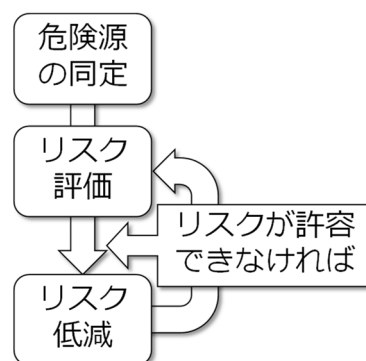 危険源
の同定
リスク
評価
リスクが許容
できなければ
リスク
低減